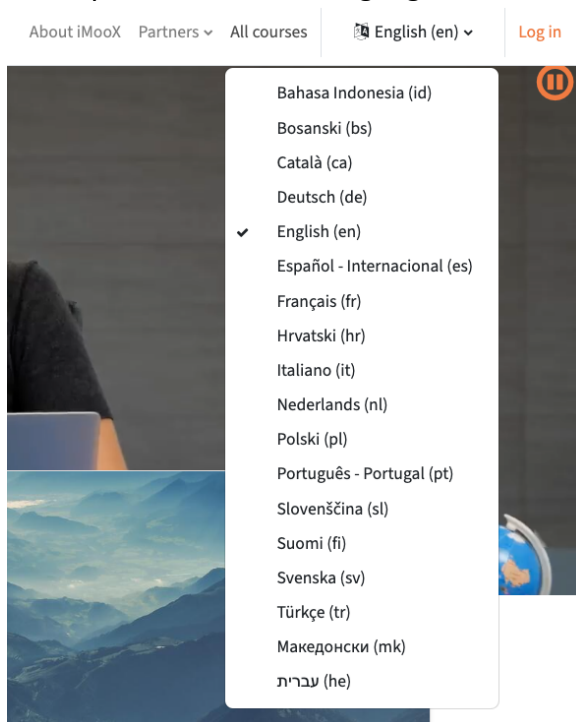 About iMooX Partners All courses English (en) Log in
Bahasa Indonesia (id)
Bosanski (bs)
Català (ca)
Deutsch (de)
English (en)
Español - Internacional (es)
Français (fr)
Hrvatski (hr)
Italiano (it)
Nederlands (nl)
Polski (pl)
Português - Portugal (pt)
Slovenščina (sl)
Suomi (fi)
Svenska (sv)
Türkçe (tr)
Македонски (mk)
עברית (he)